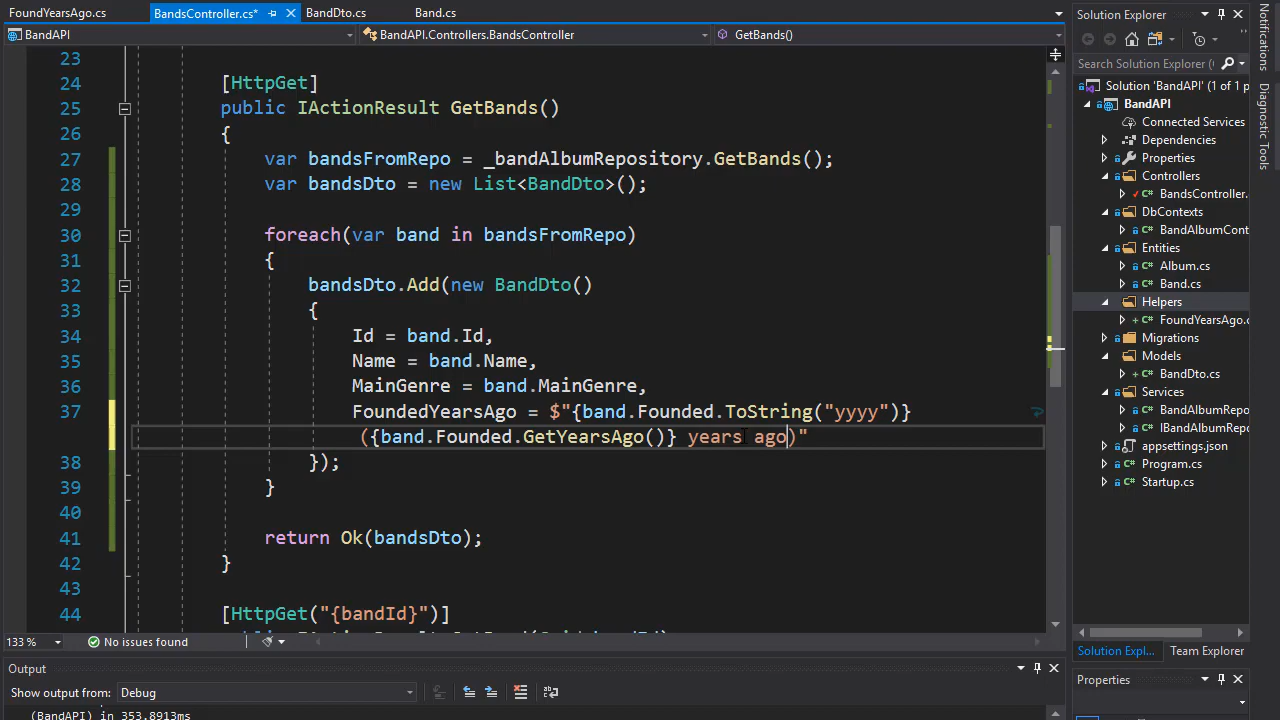 FoundYearsAgo.cs
BandsController.cs*
BandDto.cs
Band.cs
BandAPI
BandAPI.Controllers.BandsController
GetBands()
23
24 [HttpGet]
25 public IActionResult GetBands()
26 {
27 var bandsFromRepo = _bandAlbumRepository.GetBands();
28 var bandsDto = new List<BandDto>();
29
30 foreach(var band in bandsFromRepo)
31 {
32 bandsDto.Add(new BandDto()
33 {
34 Id = band.Id,
35 Name = band.Name,
36 MainGenre = band.MainGenre,
37 FoundedYearsAgo = $"{band.Founded.ToString("yyyy")}
({band.Founded.GetYearsAgo()} years ago)"
38 });
39 }
40
41 return Ok(bandsDto);
42 }
43
44 [HttpGet("{bandId}")]
133 %
No issues found
Output
Show output from: Debug
(BandAPI) in 353.8913ms
Solution Explorer
Search Solution Explorer (
Solution 'BandAPI' (1 of 1 p
BandAPI
Connected Services
Dependencies
Properties
Controllers
BandsController.
DbContexts
BandAlbumCont
Entities
Album.cs
Band.cs
Helpers
FoundYearsAgo.c
Migrations
Models
BandDto.cs
Services
BandAlbumRepo
IBandAlbumRepo
appsettings.json
Program.cs
Startup.cs
Solution Expl...
Team Explorer
Properties
Notifications
Diagnostic Tools